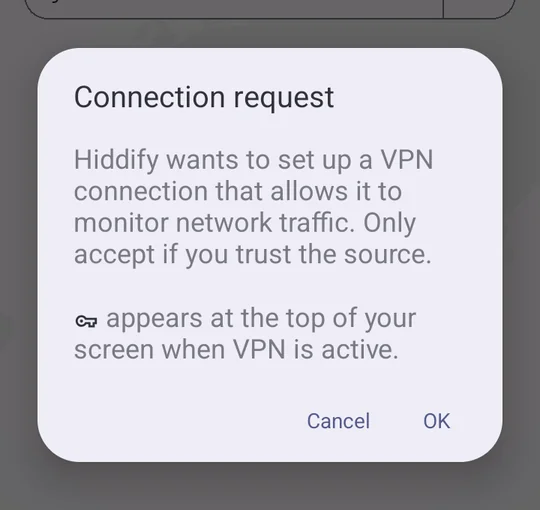 Connection request
Hiddify wants to set up a VPN
connection that allows it to
monitor network traffic. Only
accept if you trust the source.
appears at the top of your
screen when VPN is active.
Cancel OK